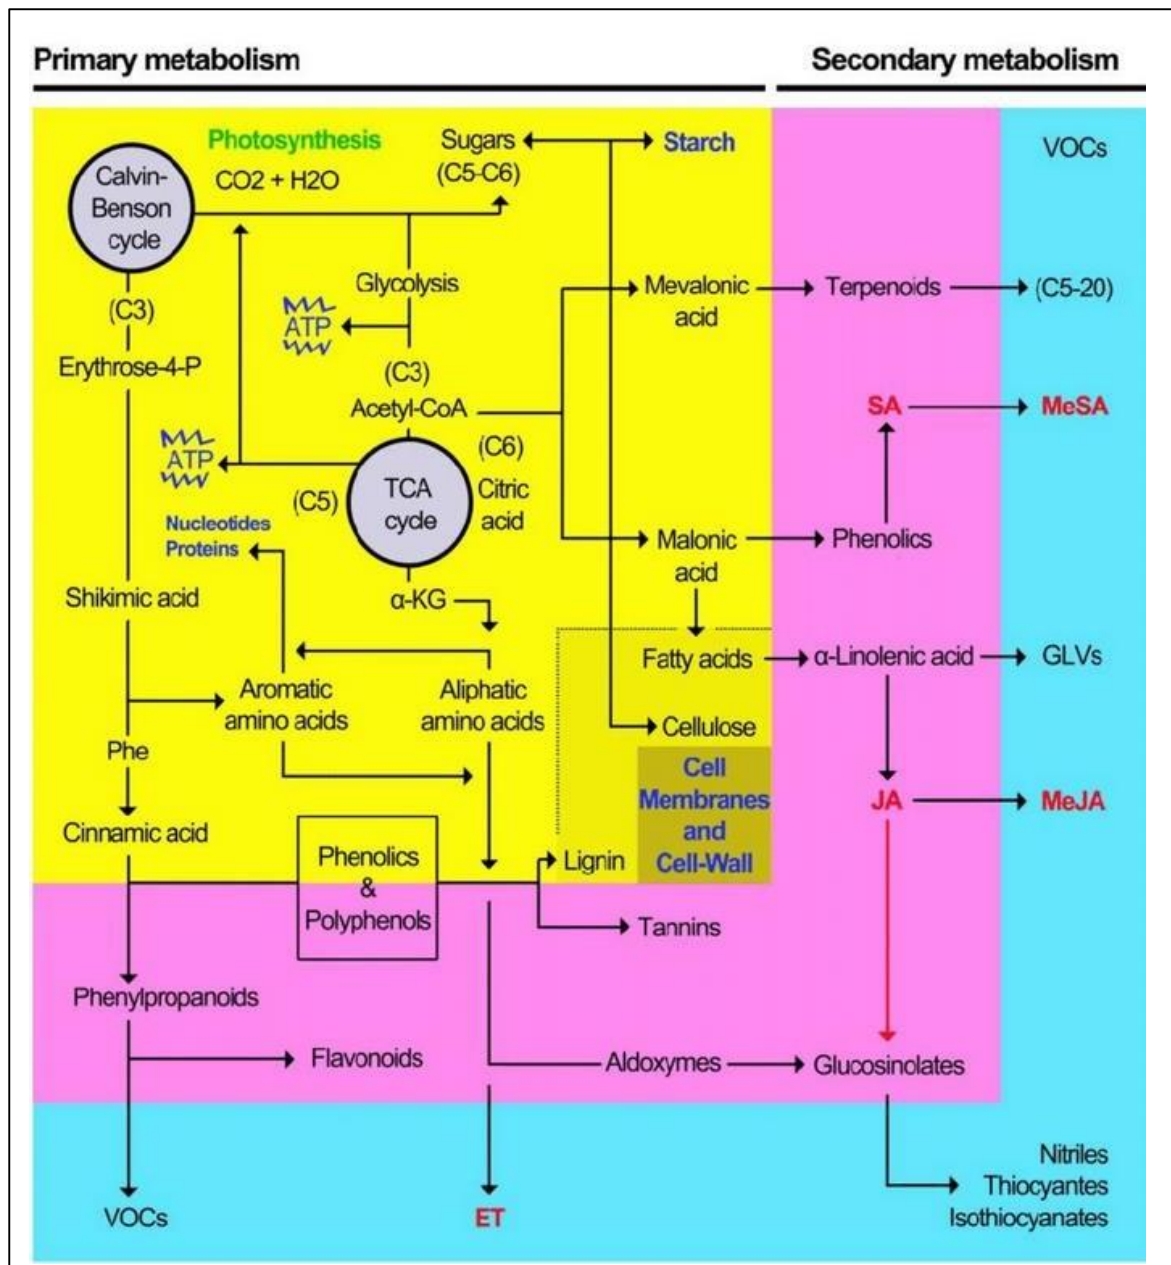 Primary metabolism
Secondary metabolism
Photosynthesis
CO2 + H2O
Calvin-
Benson
cycle
Sugars
(C5-C6)
Starch
VOCs
(C3)
Erythrose-4-P
Glycolysis
ATP
(C3)
Acetyl-CoA
Mevalonic
acid
Terpenoids
(C5-20)
SA
MeSA
ATP
(C5)
TCA
cycle
(C6)
Citric
acid
Nucleotides
Proteins
Malonic
acid
Phenolics
Shikimic acid
α-KG
Fatty acids
α-Linolenic acid
GLVs
Aromatic
amino acids
Aliphatic
amino acids
Cellulose
Phe
Cell
Membranes
and
Cell-Wall
JA
MeJA
Cinnamic acid
Phenolics
&
Polyphenols
Lignin
Tannins
Phenylpropanoids
Flavonoids
Aldoxymes
Glucosinolates
VOCs
ET
Nitriles
Thiocyantes
Isothiocyanates